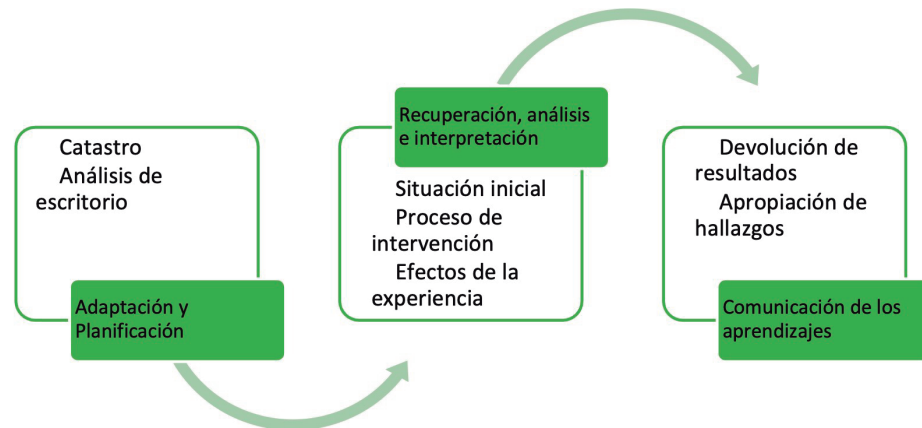 Catastro
Análisis de
escritorio
Adaptación y
Planificación
Recuperación, análisis
e interpretación
Situación inicial
Proceso de
intervención
Efectos de la
experiencia
Devolución de
resultados
Apropiación de
hallazgos
Comunicación de los
aprendizajes